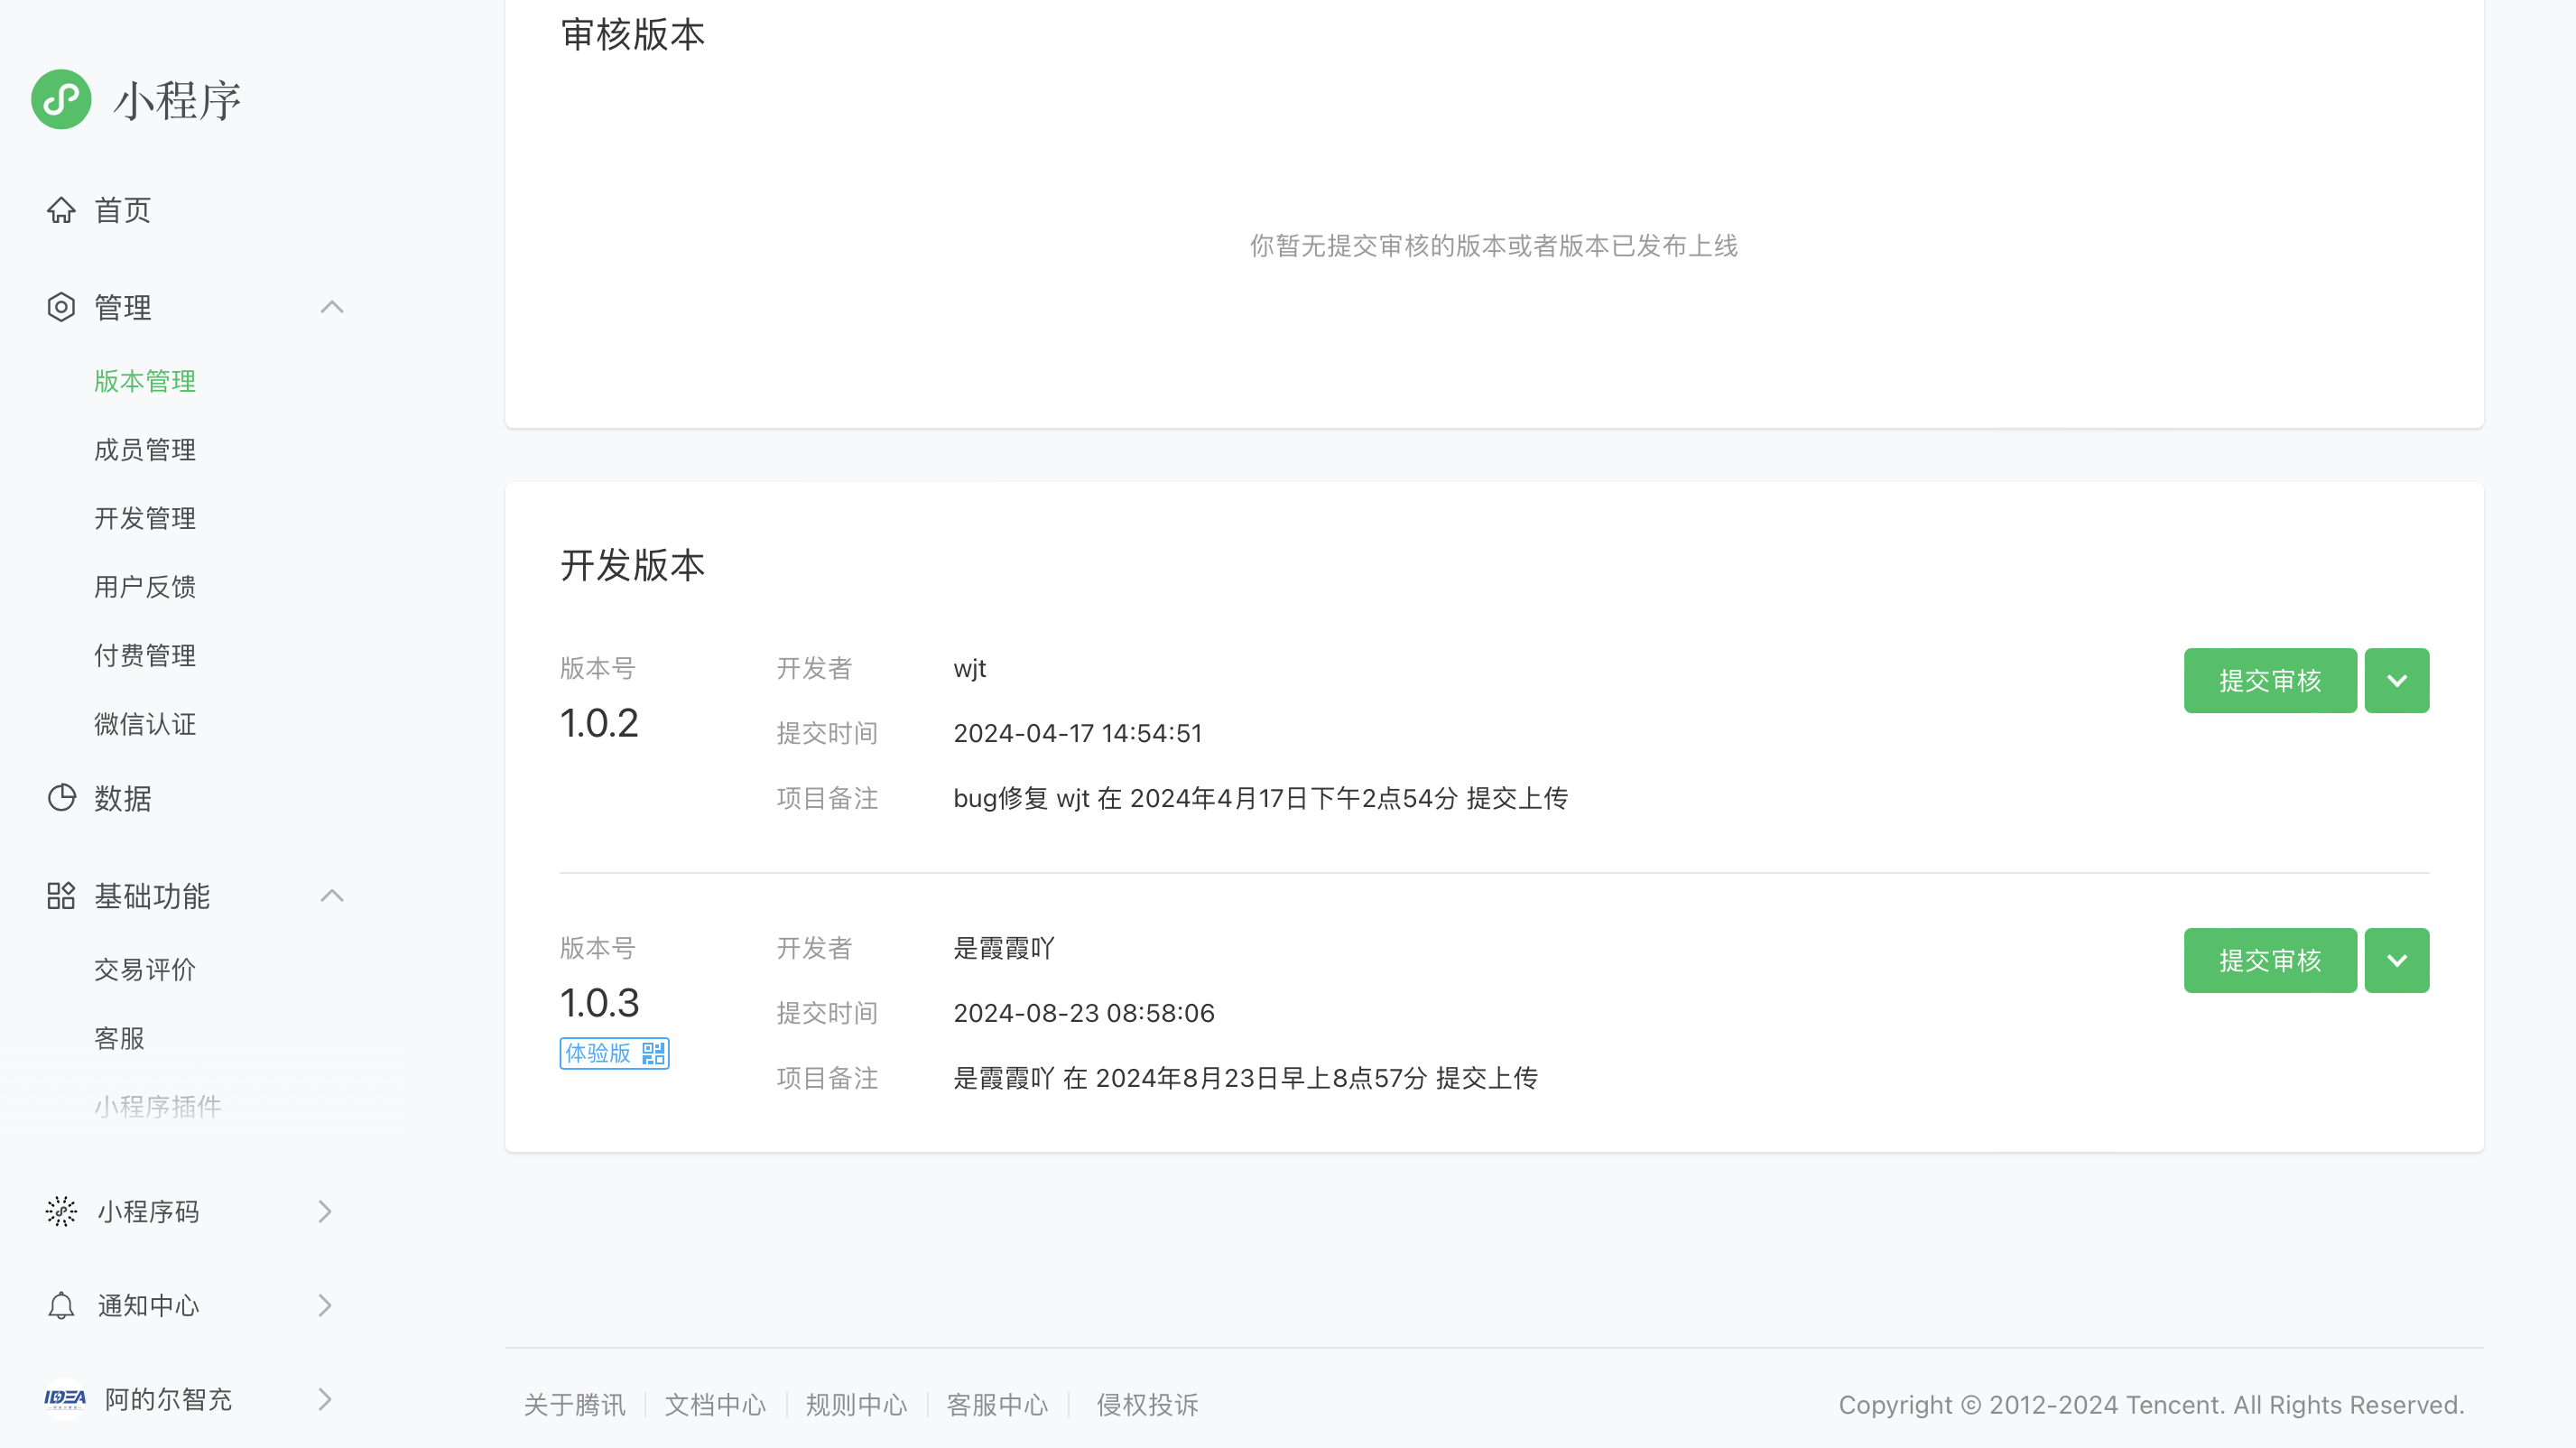 小程序
首页
管理
版本管理
成员管理
开发管理
用户反馈
付费管理
微信认证
数据
基础功能
交易评价
客服
小程序插件
小程序码
通知中心
IDEA
阿的尔智充
审核版本
你暂无提交审核的版本或者版本已发布上线
开发版本
版本号
1.0.2
开发者 wjt
提交时间 2024-04-17 14:54:51
项目备注 bug修复 wjt 在 2024年4月17日下午2点54分 提交上传
提交审核
版本号
1.0.3
体验版
开发者 是霞霞吖
提交时间 2024-08-23 08:58:06
项目备注 是霞霞吖 在 2024年8月23日早上8点57分 提交上传
提交审核
关于腾讯 文档中心 规则中心 客服中心 侵权投诉
Copyright © 2012-2024 Tencent. All Rights Reserved.